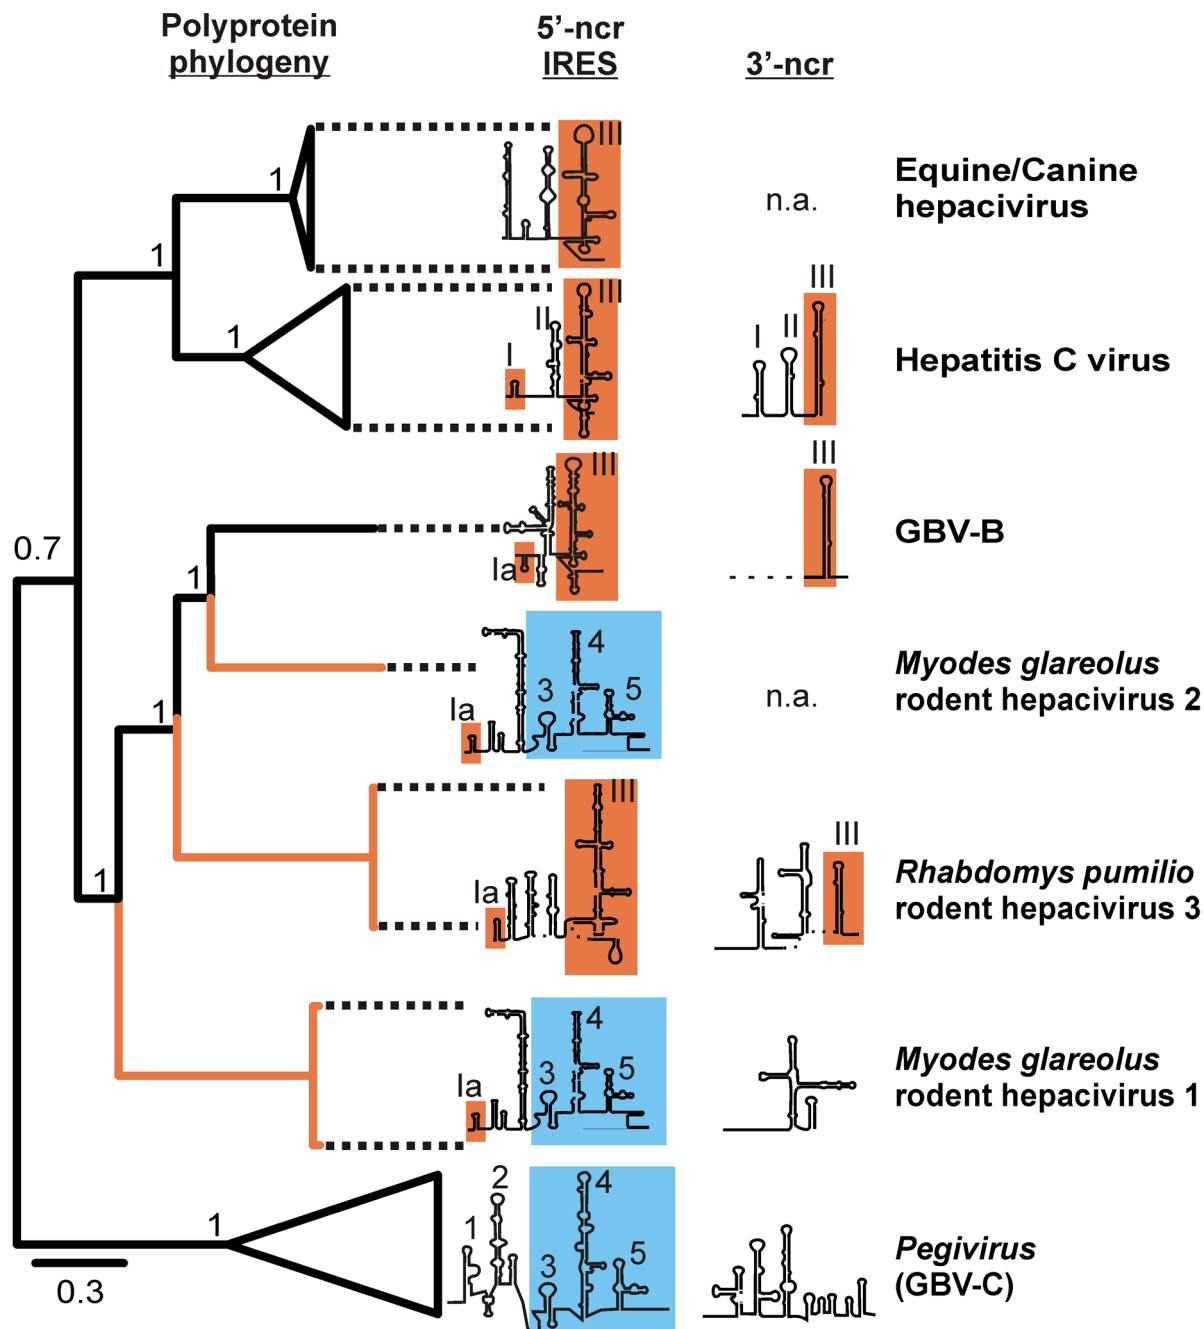 Polyprotein
phylogeny
5’-ncr
IRES
3’-ncr
III
1
n.a.
Equine/Canine
hepacivirus
1
III
III
II
I
I
II
1
Hepatitis C virus
III
III
Ia
GBV-B
0.7
1
4
3
5
Ia
n.a.
Myodes glareolus
rodent hepacivirus 2
1
III
III
Ia
Rhabdomys pumilio
rodent hepacivirus 3
1
4
3
5
Ia
Myodes glareolus
rodent hepacivirus 1
1
2
1
4
3
5
Pegivirus
(GBV-C)
0.3